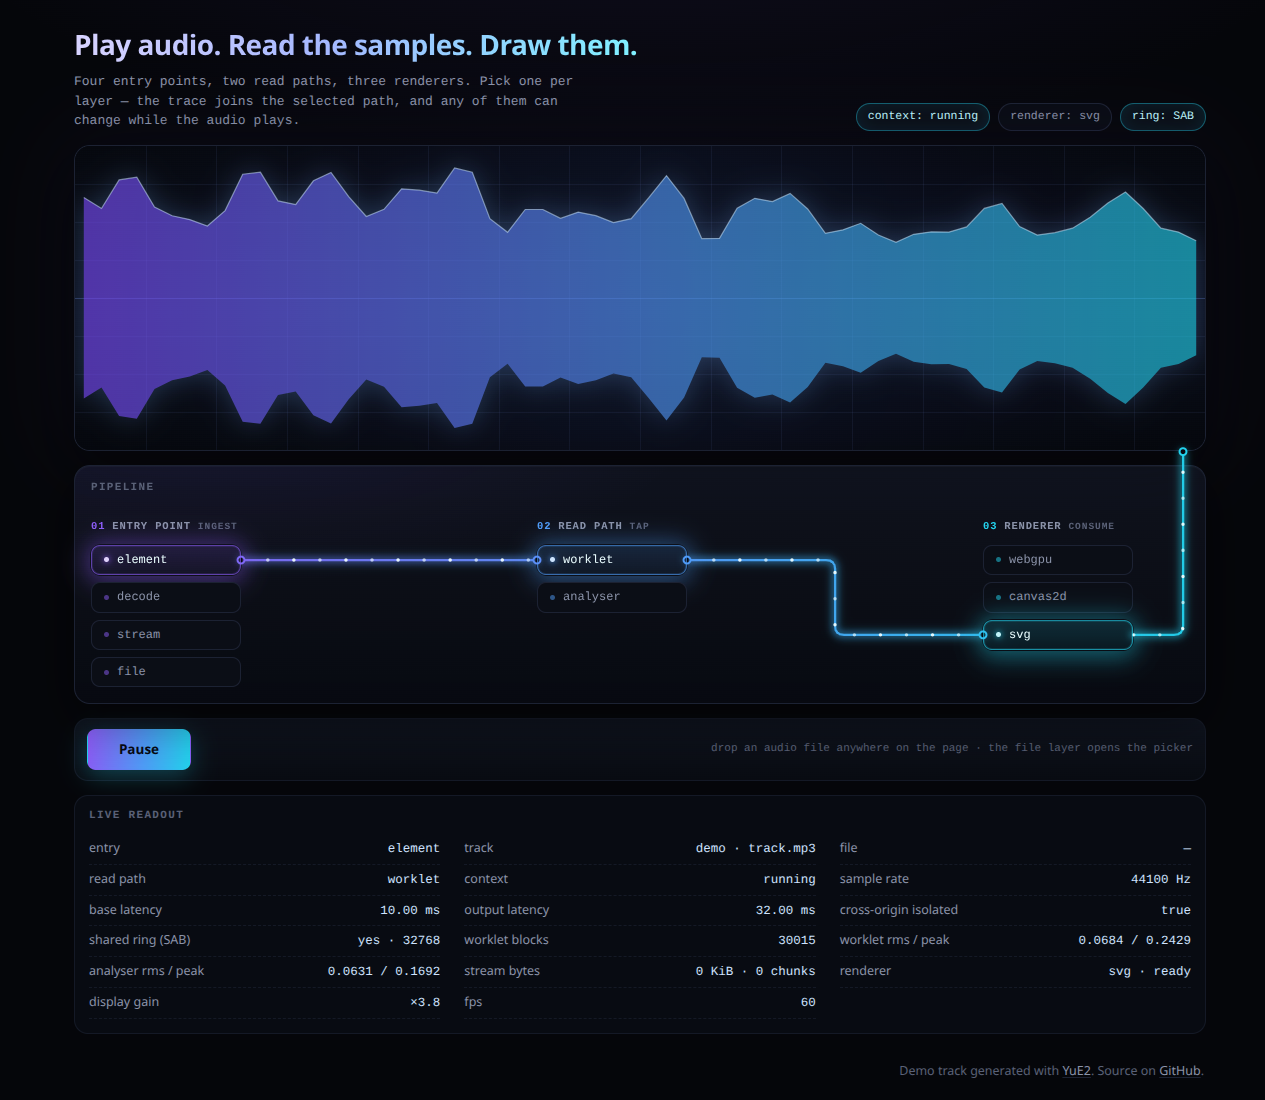 Play audio. Read the samples. Draw them.
Four entry points, two read paths, three renderers. Pick one per
layer — the trace joins the selected path, and any of them can
change while the audio plays.
context: running
renderer: svg
ring: SAB
PIPELINE
01 ENTRY POINT INGEST
element
decode
stream
file
02 READ PATH TAP
worklet
analyser
03 RENDERER CONSUME
webgpu
canvas2d
svg
Pause
drop an audio file anywhere on the page · the file layer opens the picker
LIVE READOUT
entry element
track demo · track.mp3
file —
read path worklet
context running
sample rate 44100 Hz
base latency 10.00 ms
output latency 32.00 ms
cross-origin isolated true
shared ring (SAB) yes · 32768
worklet blocks 30015
worklet rms / peak 0.0684 / 0.2429
analyser rms / peak 0.0631 / 0.1692
stream bytes 0 KiB · 0 chunks
renderer svg · ready
display gain ×3.8
fps 60
Demo track generated with YuE2. Source on GitHub.